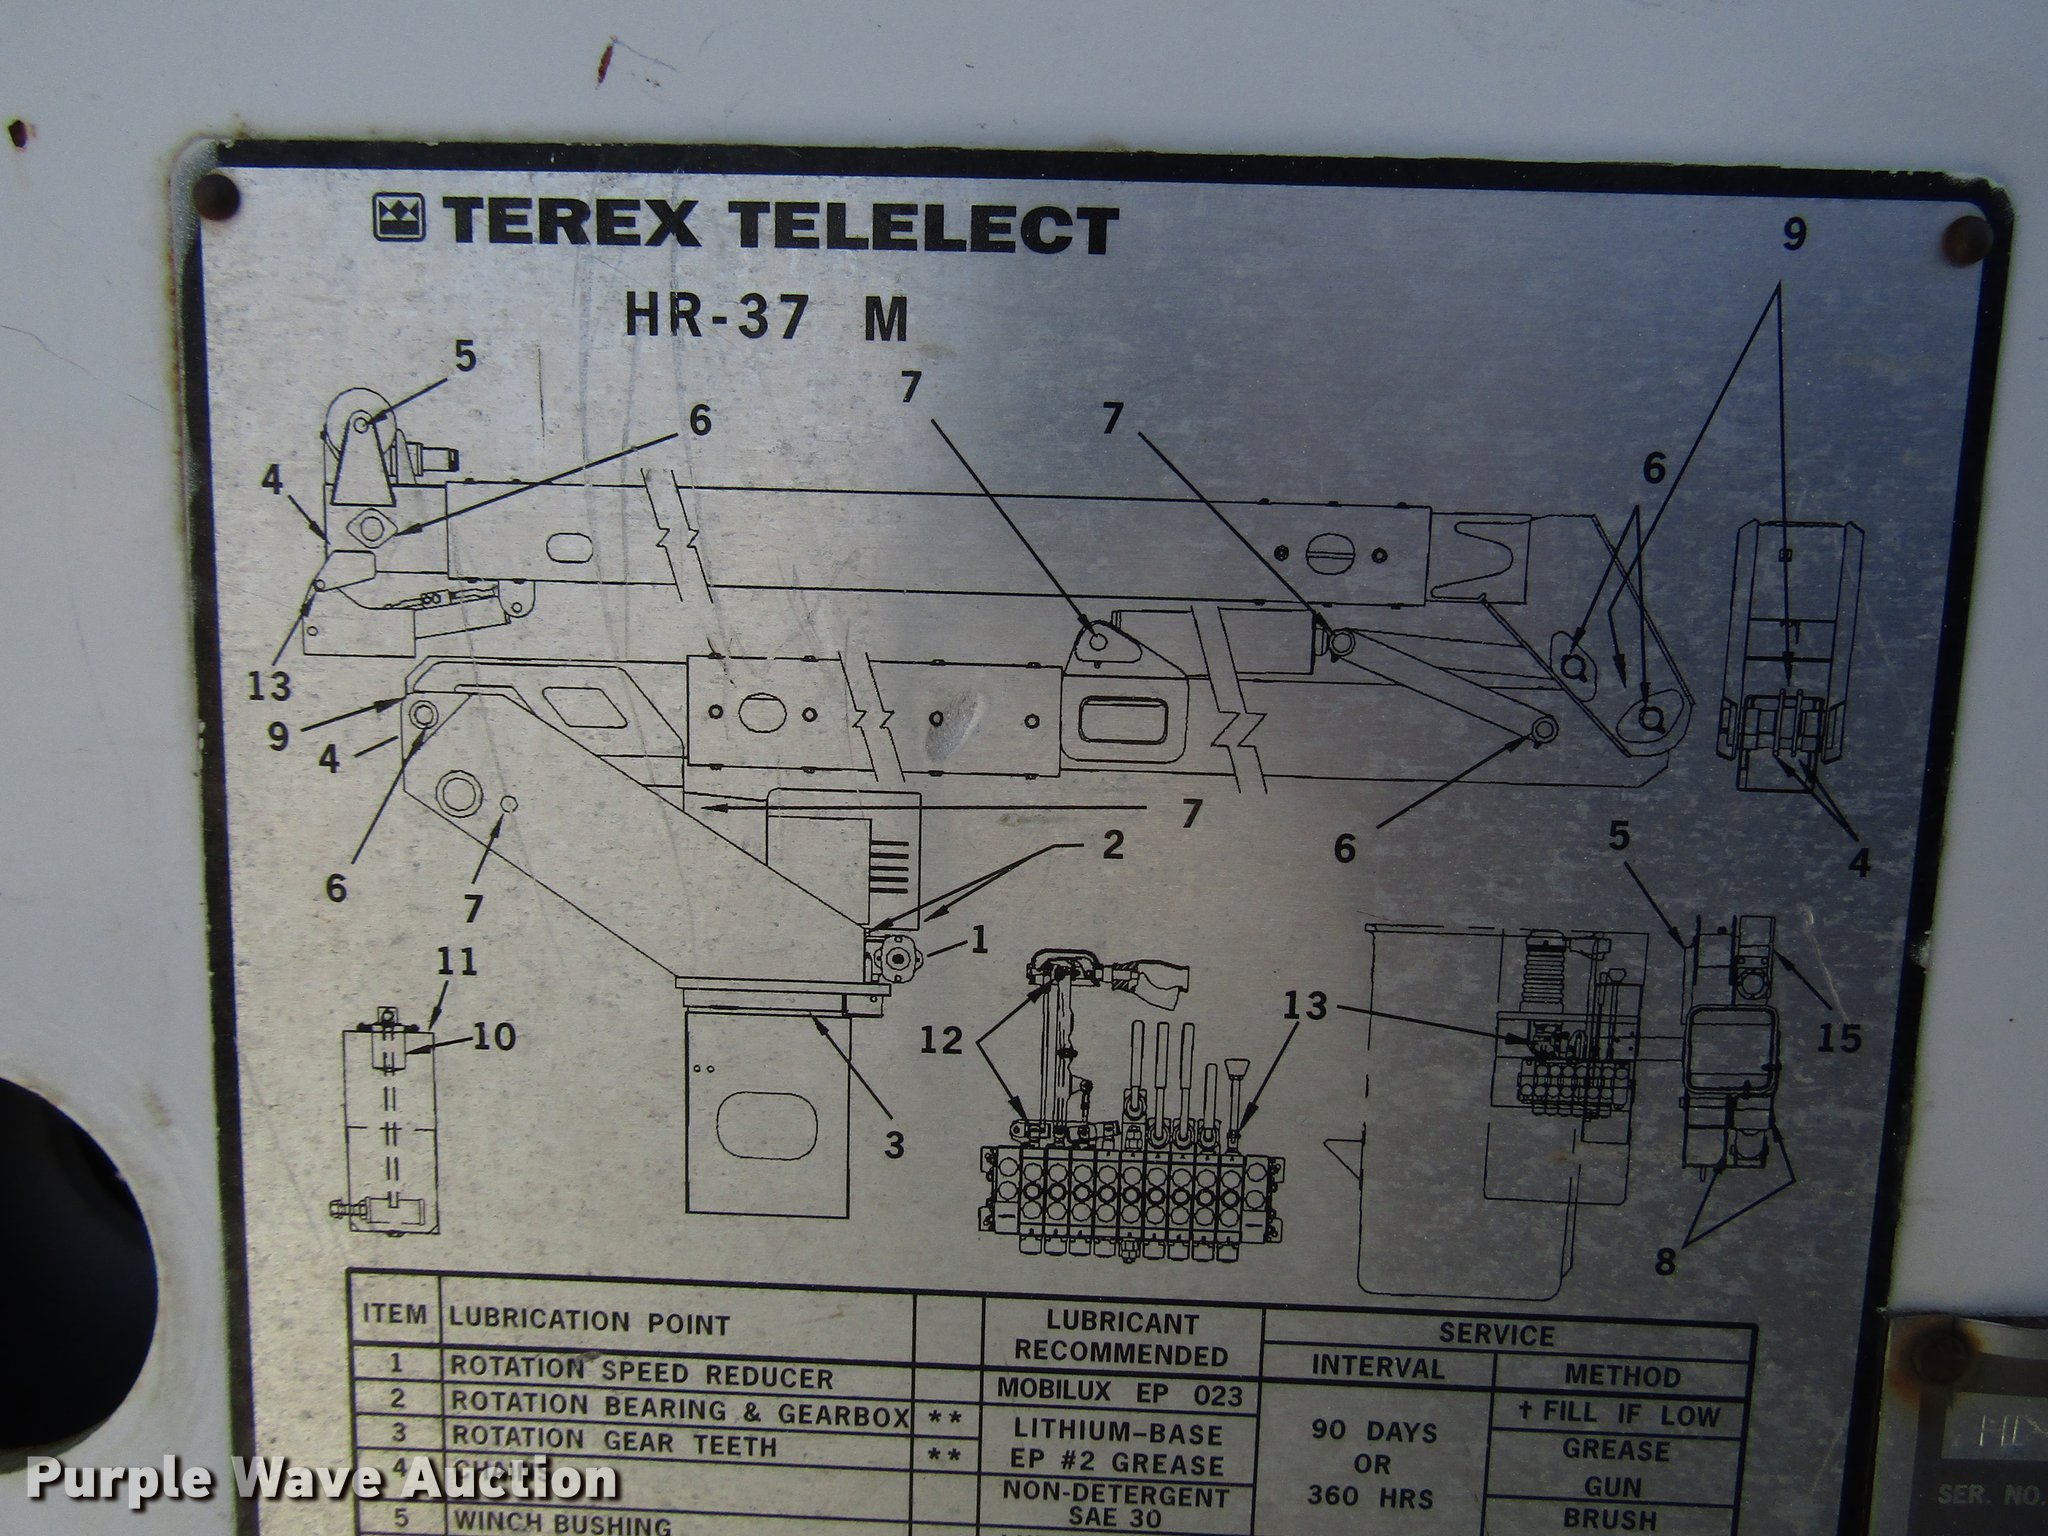 TEREX TELELECT
HR-37 M
9
5
7
7
6
6
4
13
9
4
7
6
2
5
6
4
7
1
11
10
12
13
15
3
8
ITEM LUBRICATION POINT LUBRICANT RECOMMENDED SERVICE
INTERVAL METHOD
1 ROTATION SPEED REDUCER MOBILUX EP 023 † FILL IF LOW
2 ROTATION BEARING & GEARBOX ** LITHIUM-BASE 90 DAYS GREASE
3 ROTATION GEAR TEETH ** EP #2 GREASE OR GUN
4 NON-DETERGENT 360 HRS BRUSH
5 WINCH BUSHING SAE 30
SER. NO.
Purple Wave Auction